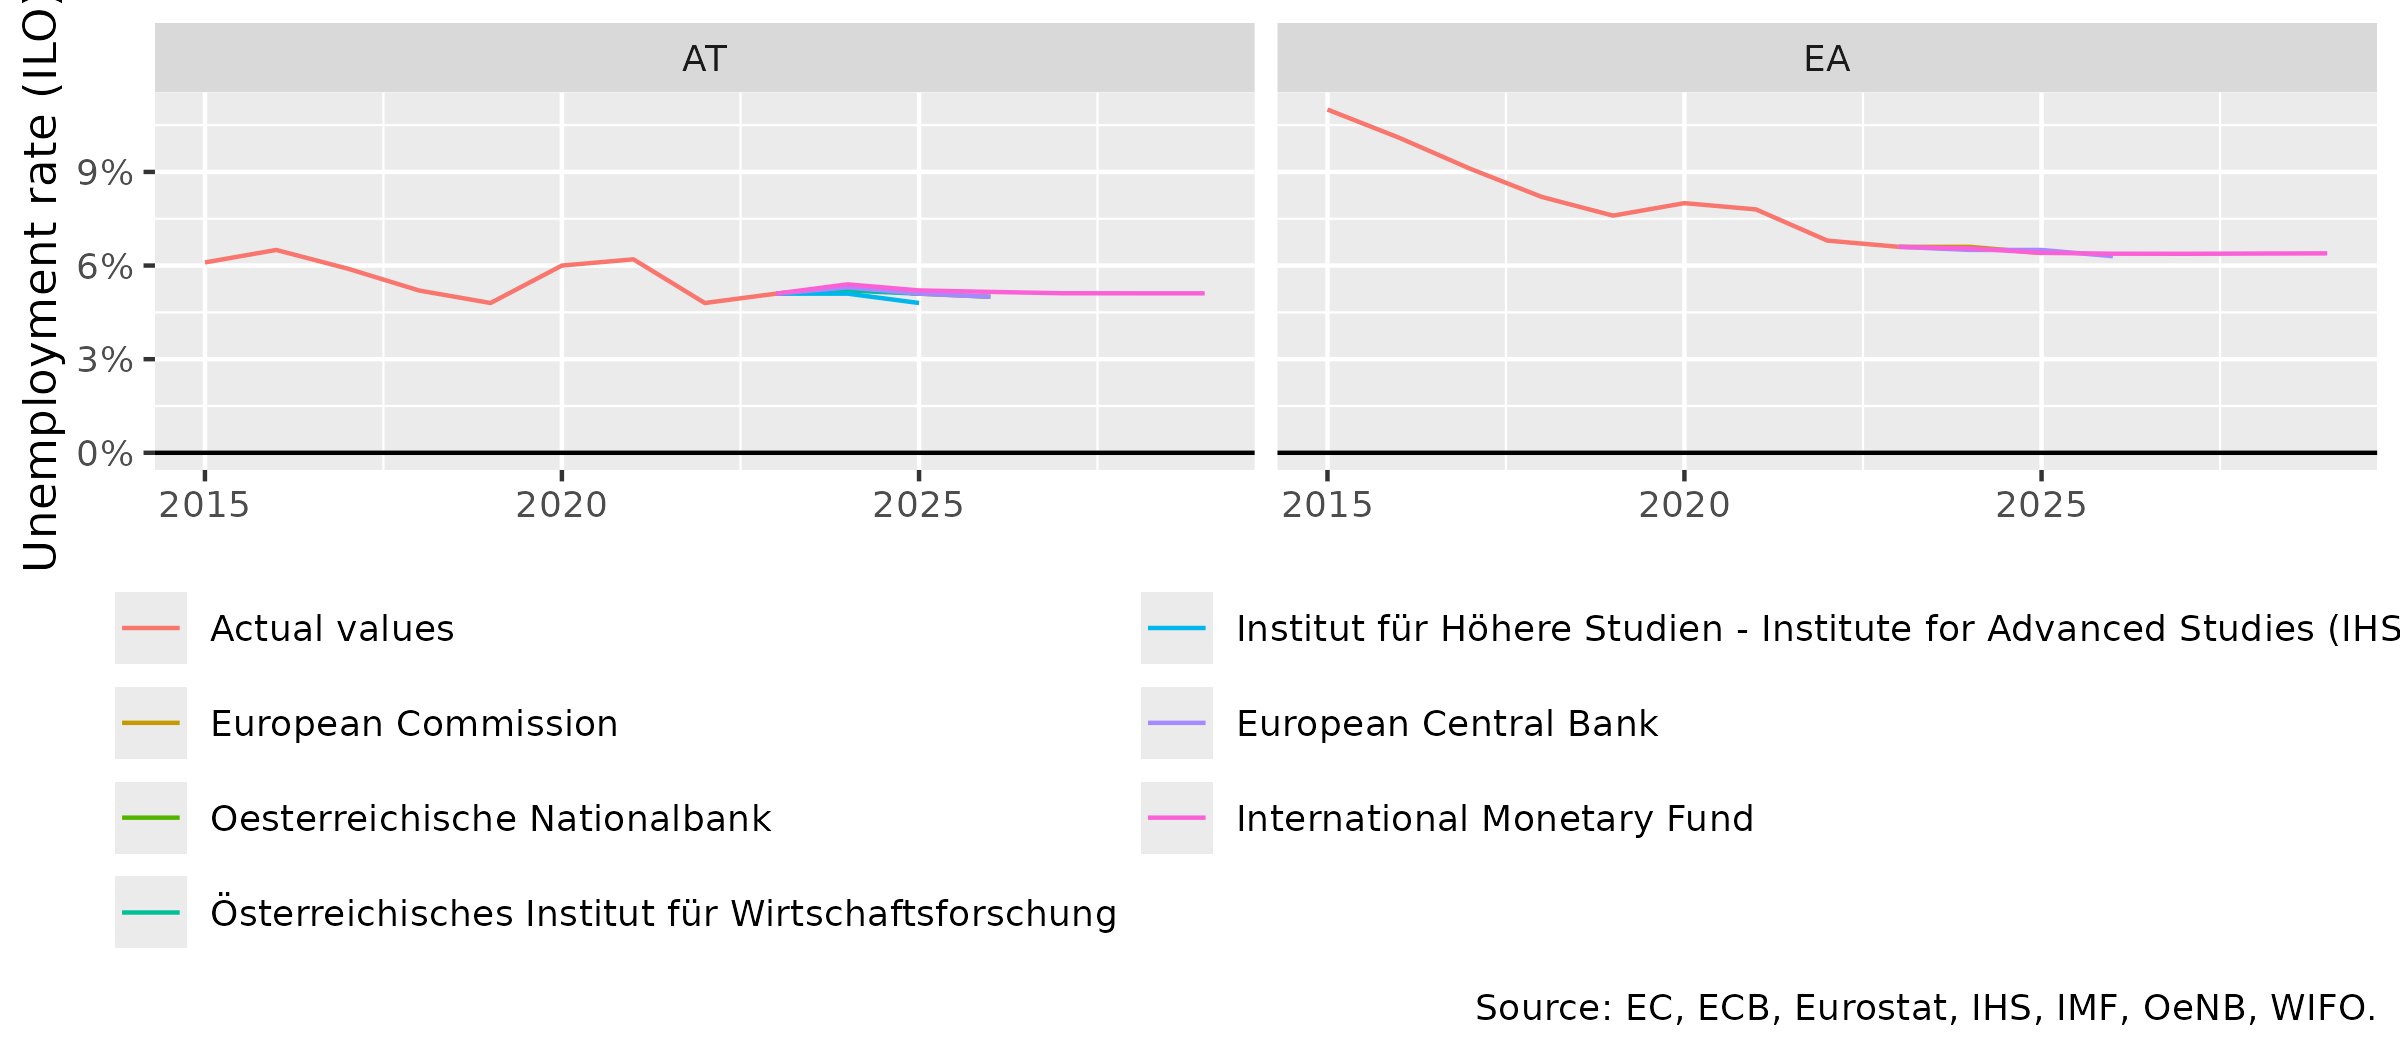 AT
EA
Unemployment rate (ILO)
9%
6%
3%
0%
2015
2020
2025
2015
2020
2025
Actual values
Institut für Höhere Studien - Institute for Advanced Studies (IHS
European Commission
European Central Bank
Oesterreichische Nationalbank
International Monetary Fund
Österreichisches Institut für Wirtschaftsforschung
Source: EC, ECB, Eurostat, IHS, IMF, OeNB, WIFO.